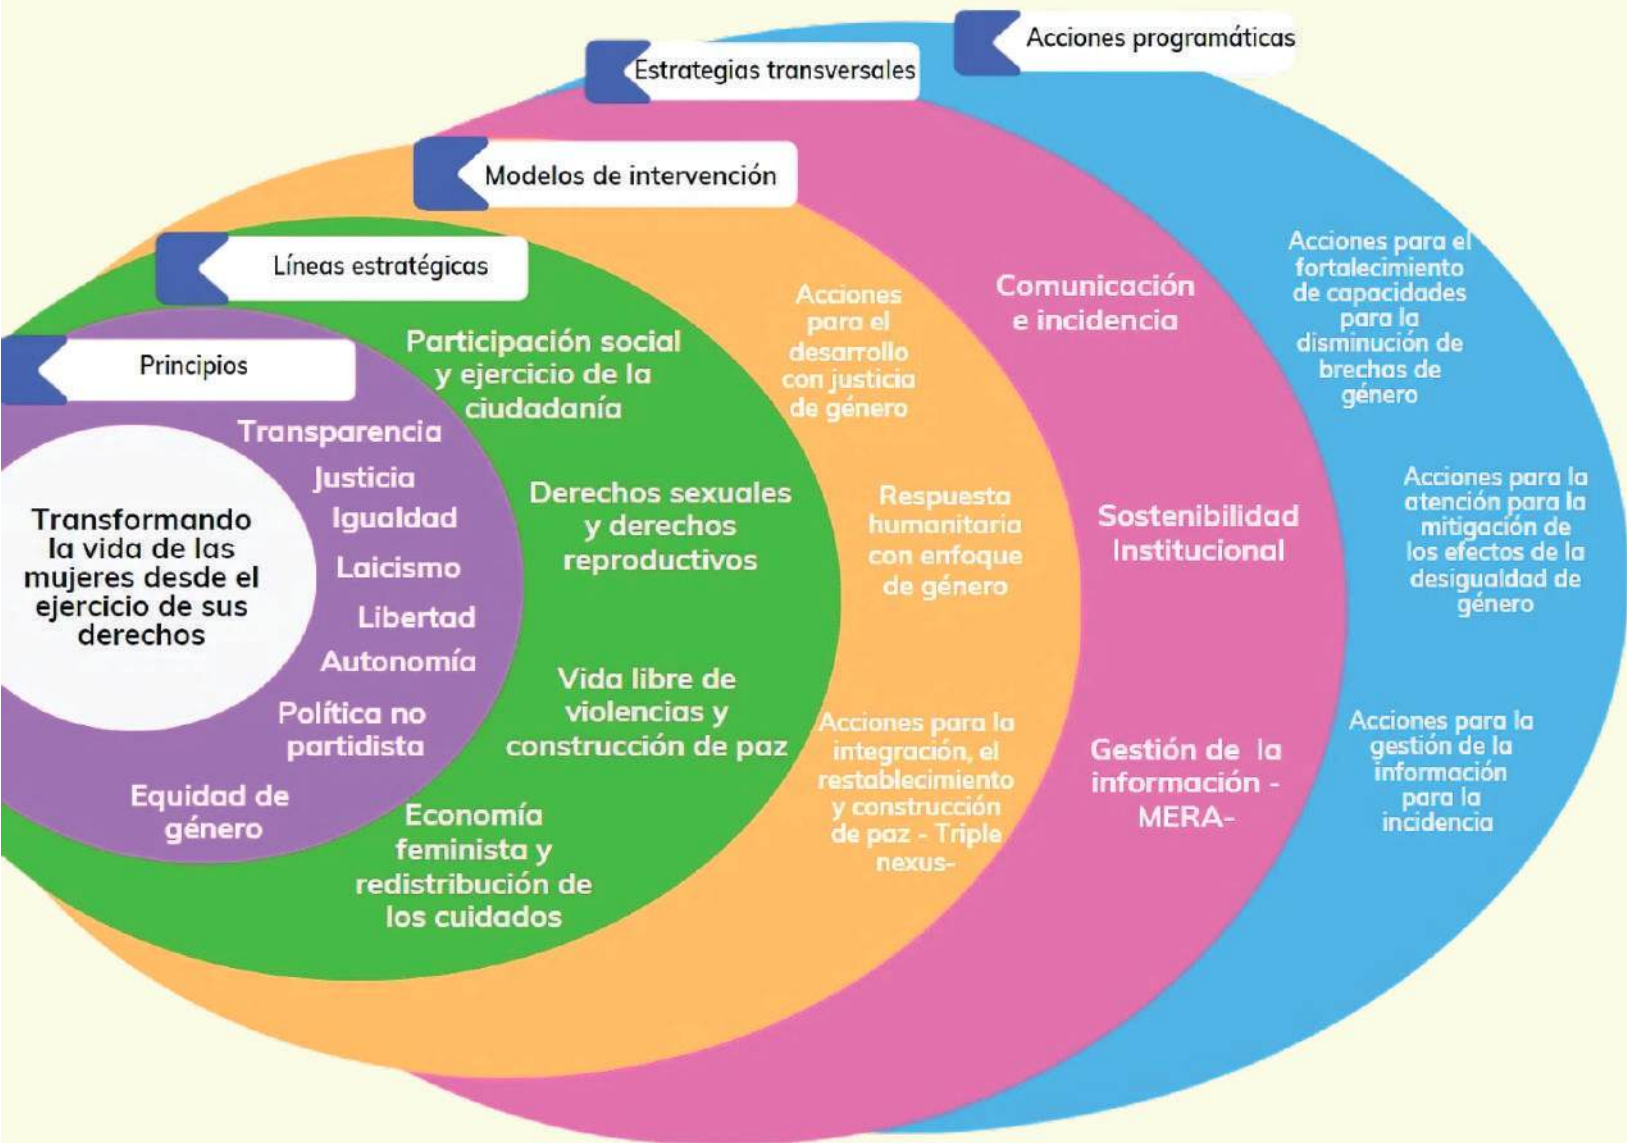 Acciones programáticas
Estrategias transversales
Modelos de intervención
Líneas estratégicas
Principios
Transformando
la vida de las
mujeres desde el
ejercicio de sus
derechos
Transparencia
Justicia
Igualdad
Laicismo
Libertad
Autonomía
Política no
partidista
Equidad de
género
Participación social
y ejercicio de la
ciudadanía
Derechos sexuales
y derechos
reproductivos
Vida libre de
violencias y
construcción de paz
Economía
feminista y
redistribución de
los cuidados
Acciones
para el
desarrollo
con justicia
de género
Respuesta
humanitaria
con enfoque
de género
Acciones para la
integración, el
restablecimiento
y construcción
de paz - Triple
nexus-
Comunicación
e incidencia
Sostenibilidad
Institucional
Gestión de la
información -
MERA-
Acciones para el
fortalecimiento
de capacidades
para la
disminución de
brechas de
género
Acciones para la
atención para la
mitigación de
los efectos de la
desigualdad de
género
Acciones para la
gestión de la
información
para la
incidencia